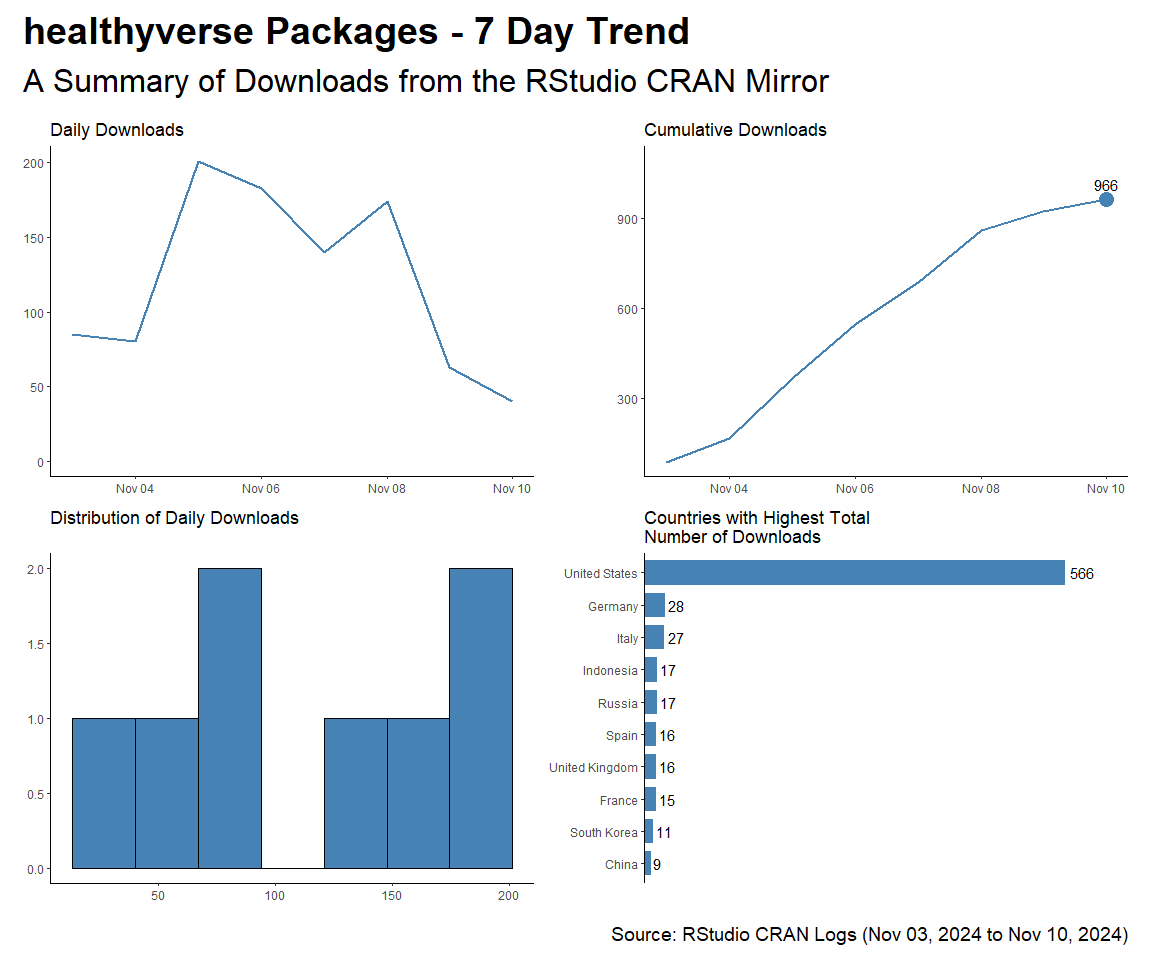 healthyverse Packages - 7 Day Trend
A Summary of Downloads from the RStudio CRAN Mirror
Daily Downloads
200
150
100
50
0
Nov 04
Nov 06
Nov 08
Nov 10
Cumulative Downloads
966
900
600
300
Nov 04
Nov 06
Nov 08
Nov 10
Distribution of Daily Downloads
2.0
1.5
1.0
0.5
0.0
50
100
150
200
Countries with Highest Total
Number of Downloads
United States 566
Germany 28
Italy 27
Indonesia 17
Russia 17
Spain 16
United Kingdom 16
France 15
South Korea 11
China 9
Source: RStudio CRAN Logs (Nov 03, 2024 to Nov 10, 2024)